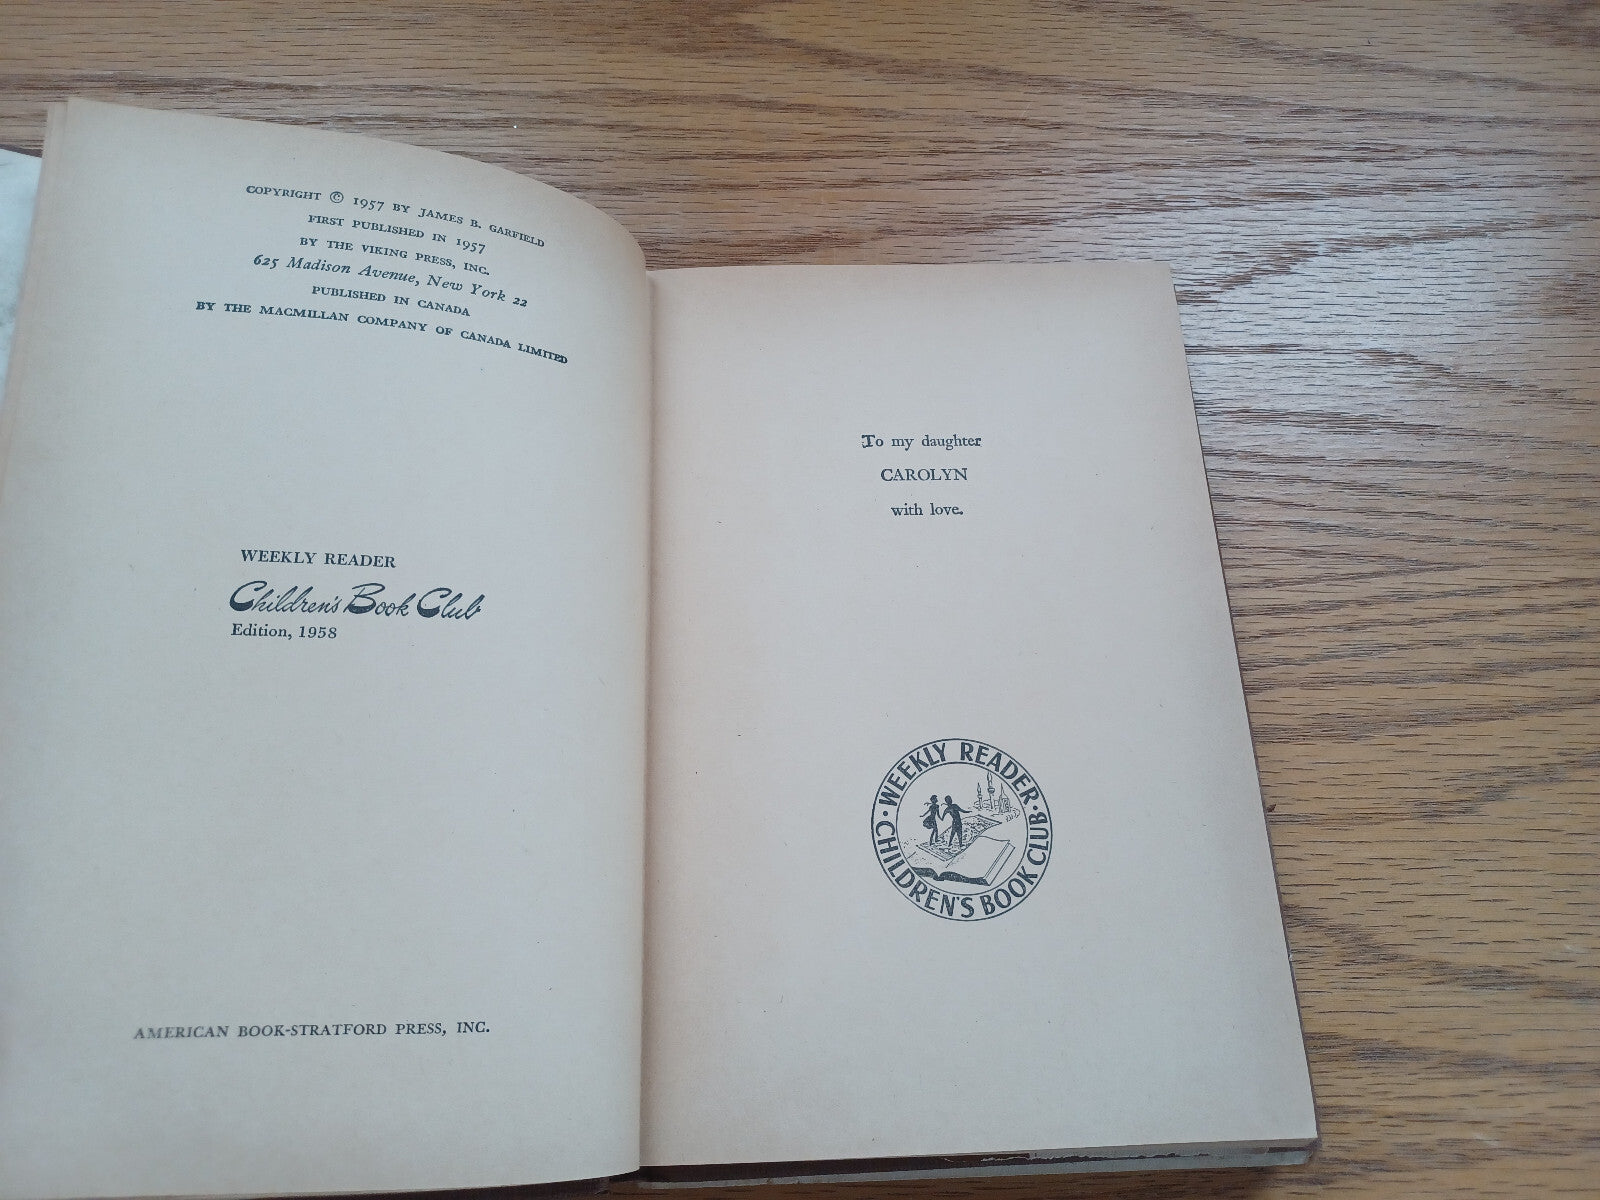 COPYRIGHT © 1957 BY JAMES B. GARFIELD
FIRST PUBLISHED IN 1957
BY THE VIKING PRESS, INC.
625 Madison Avenue, New York 22
PUBLISHED IN CANADA
BY THE MACMILLAN COMPANY OF CANADA LIMITED
WEEKLY READER
Children's Book Club
Edition, 1958
AMERICAN BOOK-STRATFORD PRESS, INC.
To my daughter
CAROLYN
with love.
WEEKLY READER
CHILDREN'S BOOK CLUB